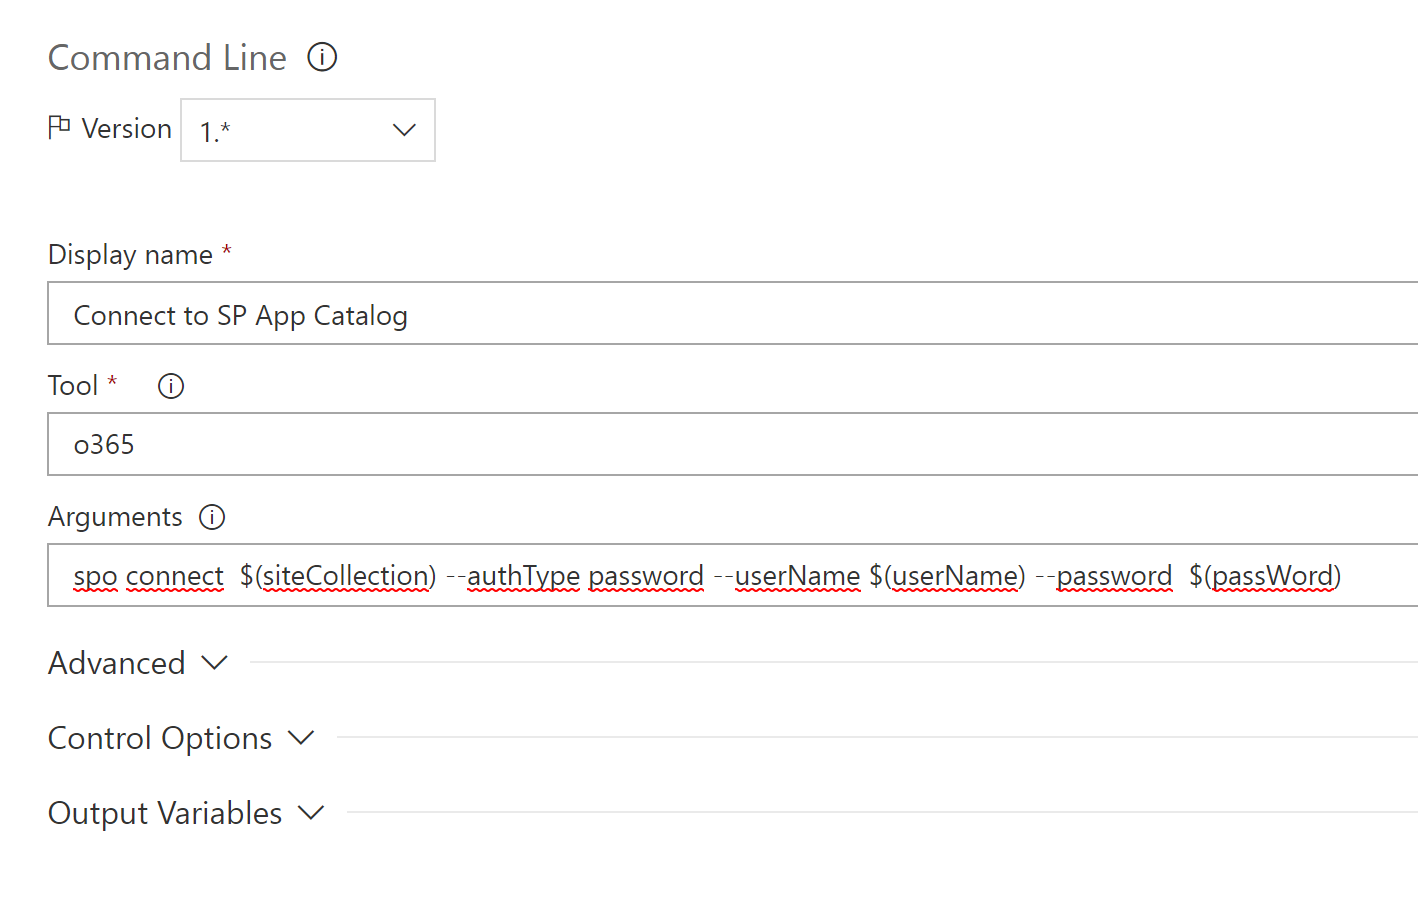 Command Line
Version 1.*
Display name *
Connect to SP App Catalog
Tool *
o365
Arguments
spo connect  $(siteCollection) --authType password --userName $(userName) --password  $(passWord)
Advanced
Control Options
Output Variables